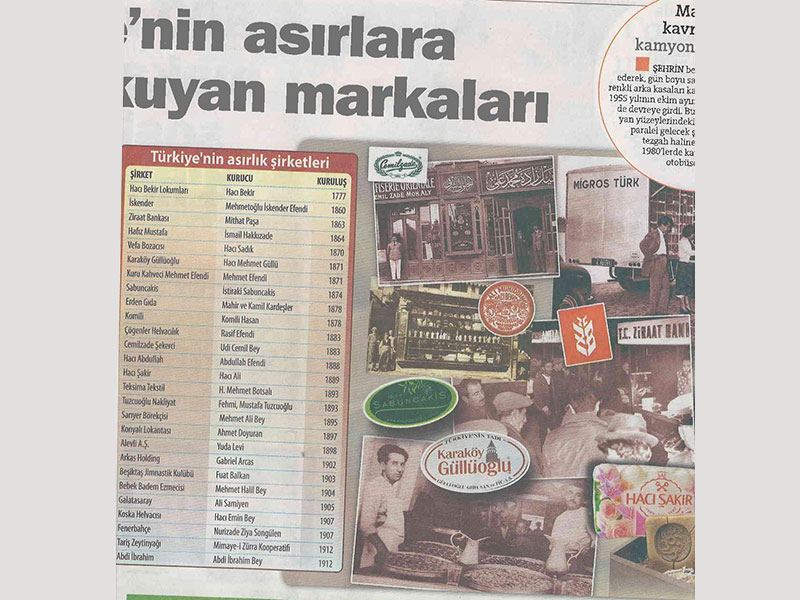 e'nin asırlara
kuyan markaları
Ma
kavr
kamyon
ŞEHRİN be
ederek, gün boyu sa
renkli arka kasaları ka
1955 yılının ekim ayın
de devreye girdi. Bu
yan yüzeylerindeki
paralel gelecek ş
tezgah haline
1980'lerde ka
otobüs
Türkiye'nin asırlık şirketleri
ŞİRKET KURUCU KURULUŞ
Hacı Bekir Lokumları Hacı Bekir 1777
İskender Mehmetoğlu İskender Efendi 1860
Ziraat Bankası Mithat Paşa 1863
Hafız Mustafa İsmail Hakkızade 1864
Vefa Bozacısı Hacı Sadık 1870
Karaköy Güllüoğlu Hacı Mehmet Güllü 1871
Kuru Kahveci Mehmet Efendi Mehmet Efendi 1871
Sabuncakis İstiraki Sabuncakis 1874
Erden Gıda Mahir ve Kamil Kardeşler 1878
Komili Komili Hasan 1878
Çögenler Helvacılık Rasif Efendi 1883
Cemilzade Şekerci Udi Cemil Bey 1883
Hacı Abdullah Abdullah Efendi 1888
Hacı Şakir Hacı Ali 1889
Teksima Tekstil H. Mehmet Botsalı 1893
Tuzcuoğlu Nakliyat Fehmi, Mustafa Tuzcuoğlu 1893
Sarıyer Börekçisi Mehmet Ali Bey 1895
Konyalı Lokantası Ahmet Doyuran 1897
Alevli A.Ş. Yuda Levi 1898
Arkas Holding Gabriel Arcas 1902
Beşiktaş Jimnastik Kulübü Fuat Balkan 1903
Bebek Badem Ezmecisi Mehmet Halil Bey 1904
Galatasaray Ali Samiyen 1905
Koska Helvacısı Hacı Emin Bey 1907
Fenerbahçe Nurizade Ziya Songülen 1907
Tariş Zeytinyağı Mimaye-i Zürra Kooperatifi 1912
Abdi İbrahim Abdi İbrahim Bey 1912
Cemilzade
MIGROS TÜRK
T.C. ZİRAAT BANK
SABUNCAKİS
TÜRKİYE'NİN TADI
Karaköy
Güllüoğlu
HACI ŞAKİR